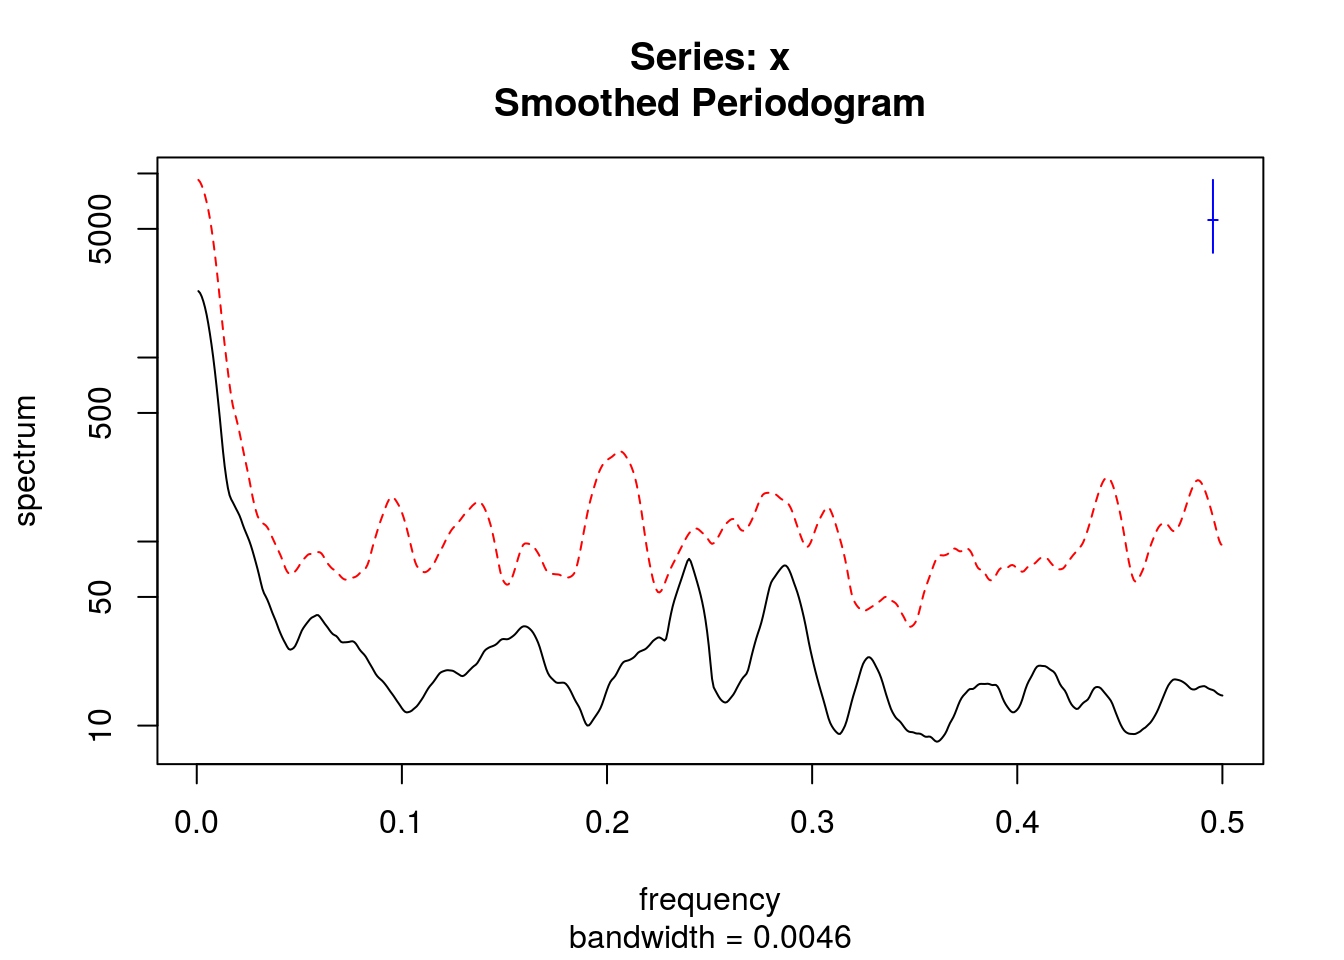 Series: x
Smoothed Periodogram
spectrum
5000
500
50
10
0.0 0.1 0.2 0.3 0.4 0.5
frequency
bandwidth = 0.0046